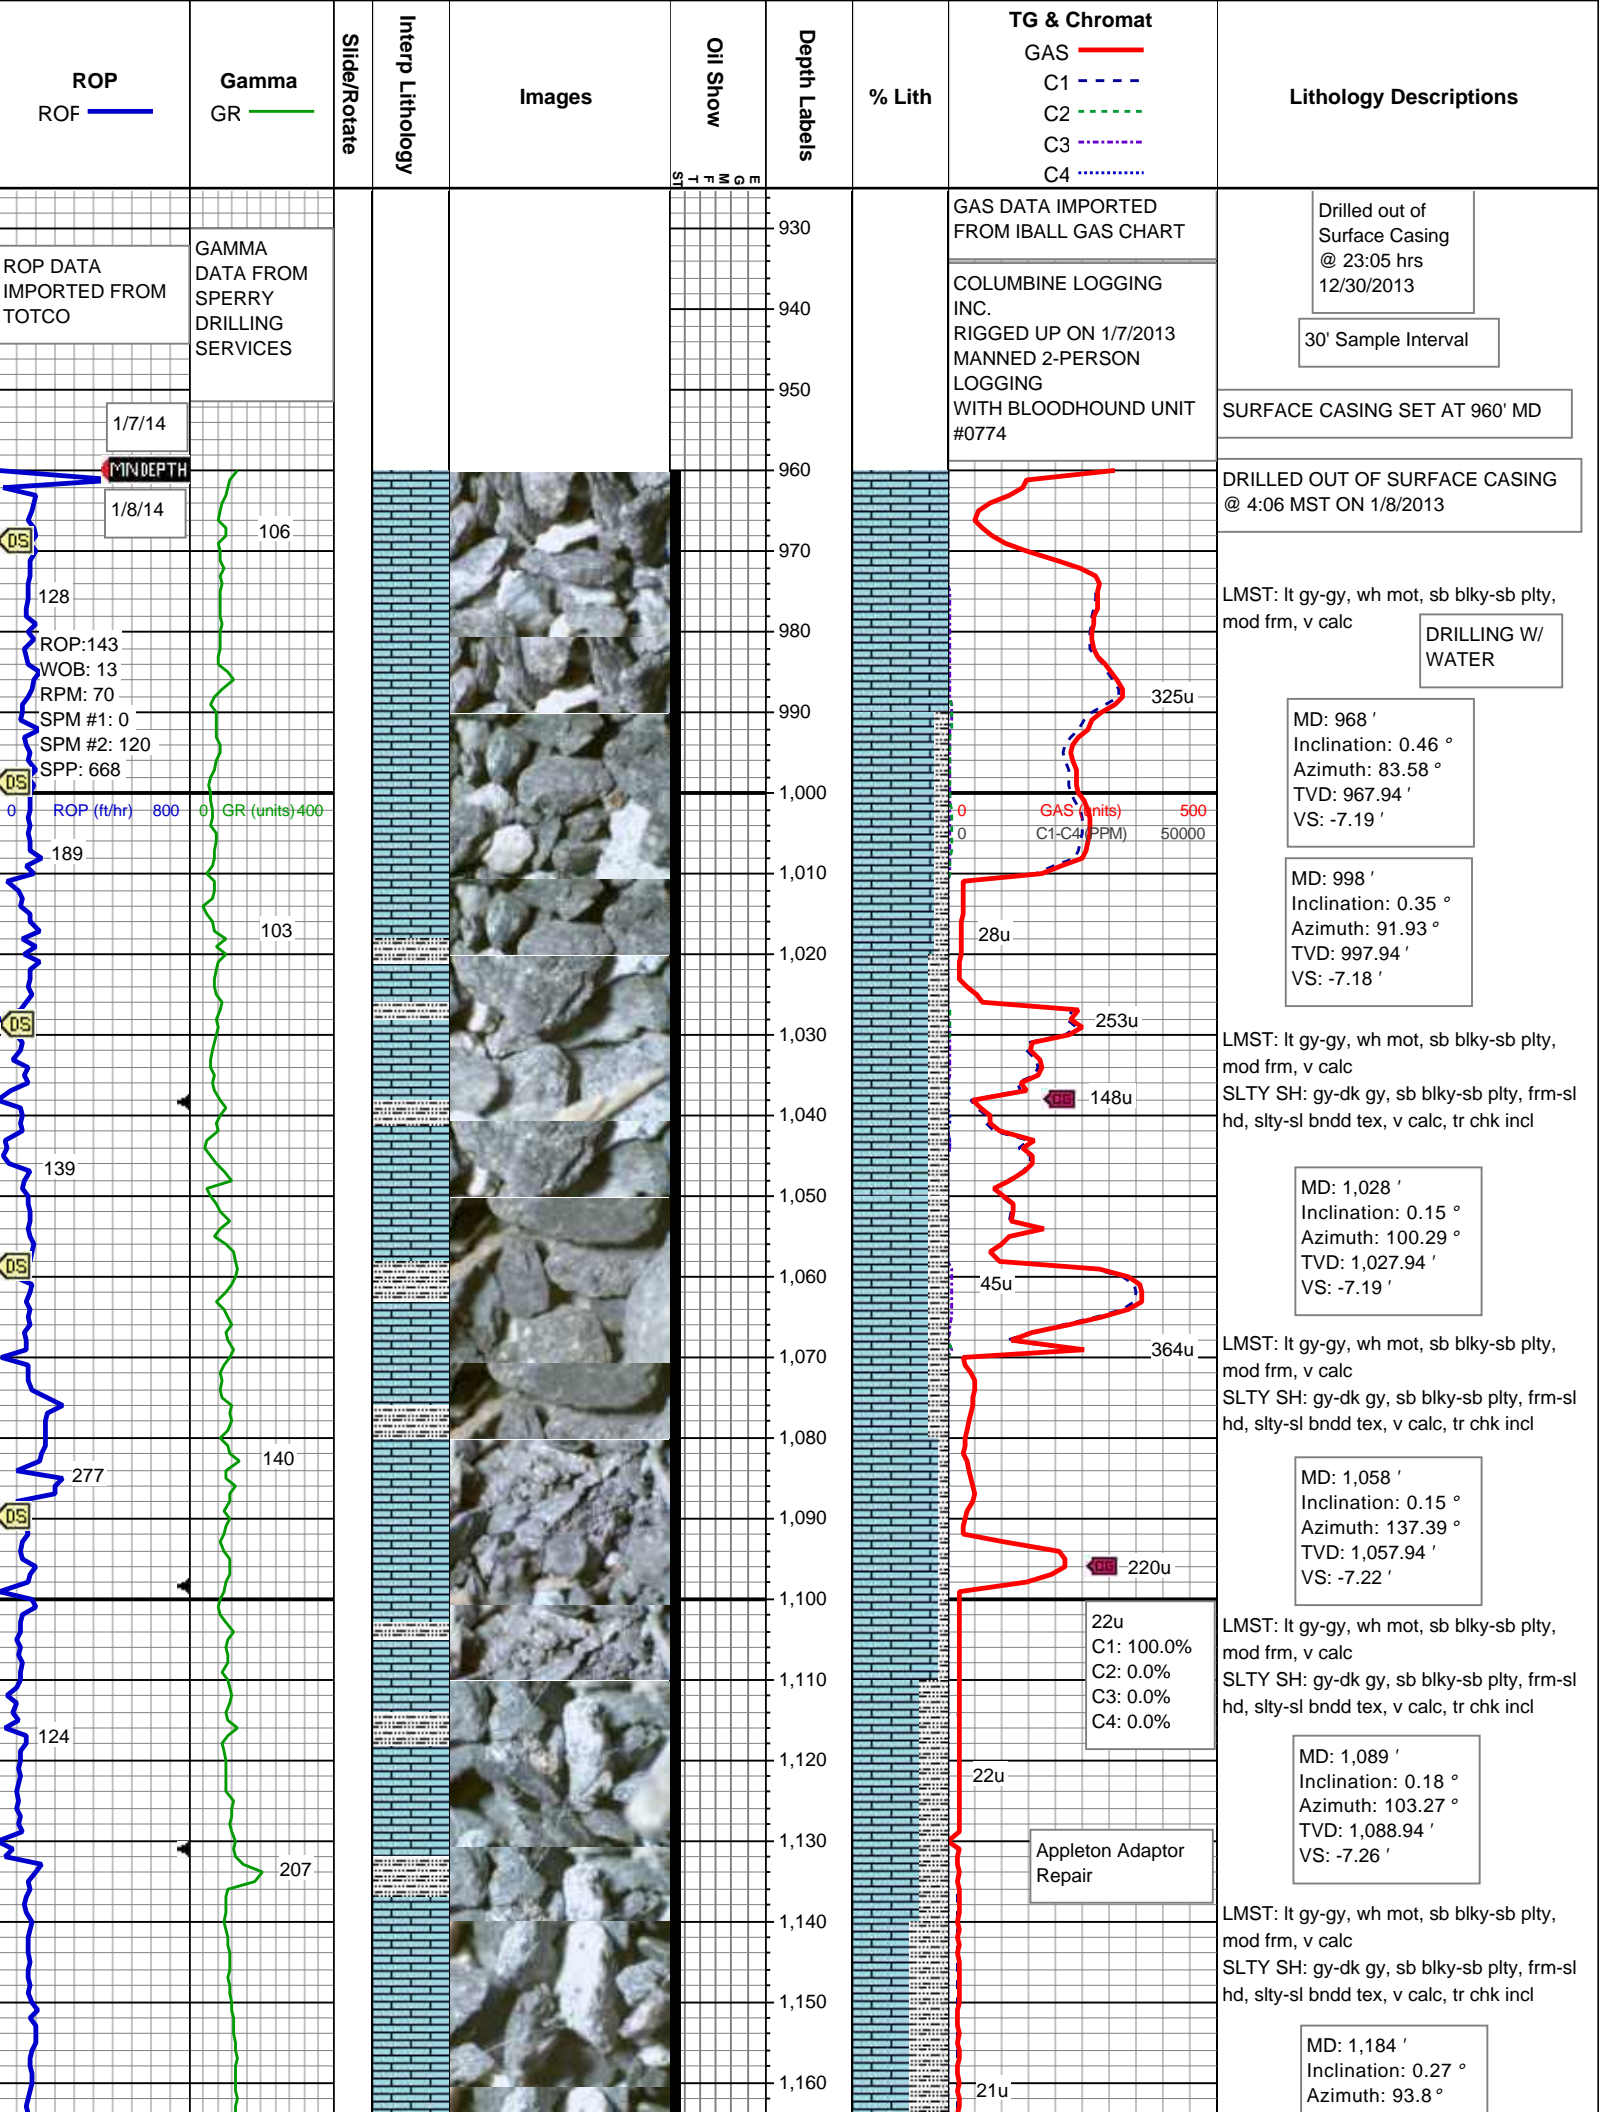 ROP
ROP
Gamma
GR
Slide/Rotate
Interp Lithology
Images
Oil Show
ST T F M G E
Depth Labels
% Lith
TG & Chromat
GAS
C1
C2
C3
C4
Lithology Descriptions
ROP DATA
IMPORTED FROM
TOTCO
GAMMA
DATA FROM
SPERRY
DRILLING
SERVICES
1/7/14
MN DEPTH
1/8/14
DS
128
ROP:143
WOB: 13
RPM: 70
SPM #1: 0
SPM #2: 120
SPP: 668
DS
0 ROP (ft/hr) 800
189
DS
139
DS
277
DS
124
106
0 GR (units) 400
103
140
207
930
940
950
960
970
980
990
1,000
1,010
1,020
1,030
1,040
1,050
1,060
1,070
1,080
1,090
1,100
1,110
1,120
1,130
1,140
1,150
1,160
GAS DATA IMPORTED
FROM IBALL GAS CHART
COLUMBINE LOGGING
INC.
RIGGED UP ON 1/7/2013
MANNED 2-PERSON
LOGGING
WITH BLOODHOUND UNIT
#0774
325u
0 GAS (units) 500
0 C1-C4 (PPM) 50000
28u
253u
CG 148u
45u
364u
CG 220u
22u
C1: 100.0%
C2: 0.0%
C3: 0.0%
C4: 0.0%
22u
Appleton Adaptor
Repair
21u
Drilled out of
Surface Casing
@ 23:05 hrs
12/30/2013
30' Sample Interval
SURFACE CASING SET AT 960' MD
DRILLED OUT OF SURFACE CASING
@ 4:06 MST ON 1/8/2013
LMST: lt gy-gy, wh mot, sb blky-sb plty,
mod frm, v calc
DRILLING W/
WATER
MD: 968 '
Inclination: 0.46 °
Azimuth: 83.58 °
TVD: 967.94 '
VS: -7.19 '
MD: 998 '
Inclination: 0.35 °
Azimuth: 91.93 °
TVD: 997.94 '
VS: -7.18 '
LMST: lt gy-gy, wh mot, sb blky-sb plty,
mod frm, v calc
SLTY SH: gy-dk gy, sb blky-sb plty, frm-sl
hd, slty-sl bndd tex, v calc, tr chk incl
MD: 1,028 '
Inclination: 0.15 °
Azimuth: 100.29 °
TVD: 1,027.94 '
VS: -7.19 '
LMST: lt gy-gy, wh mot, sb blky-sb plty,
mod frm, v calc
SLTY SH: gy-dk gy, sb blky-sb plty, frm-sl
hd, slty-sl bndd tex, v calc, tr chk incl
MD: 1,058 '
Inclination: 0.15 °
Azimuth: 137.39 °
TVD: 1,057.94 '
VS: -7.22 '
LMST: lt gy-gy, wh mot, sb blky-sb plty,
mod frm, v calc
SLTY SH: gy-dk gy, sb blky-sb plty, frm-sl
hd, slty-sl bndd tex, v calc, tr chk incl
MD: 1,089 '
Inclination: 0.18 °
Azimuth: 103.27 °
TVD: 1,088.94 '
VS: -7.26 '
LMST: lt gy-gy, wh mot, sb blky-sb plty,
mod frm, v calc
SLTY SH: gy-dk gy, sb blky-sb plty, frm-sl
hd, slty-sl bndd tex, v calc, tr chk incl
MD: 1,184 '
Inclination: 0.27 °
Azimuth: 93.8 °